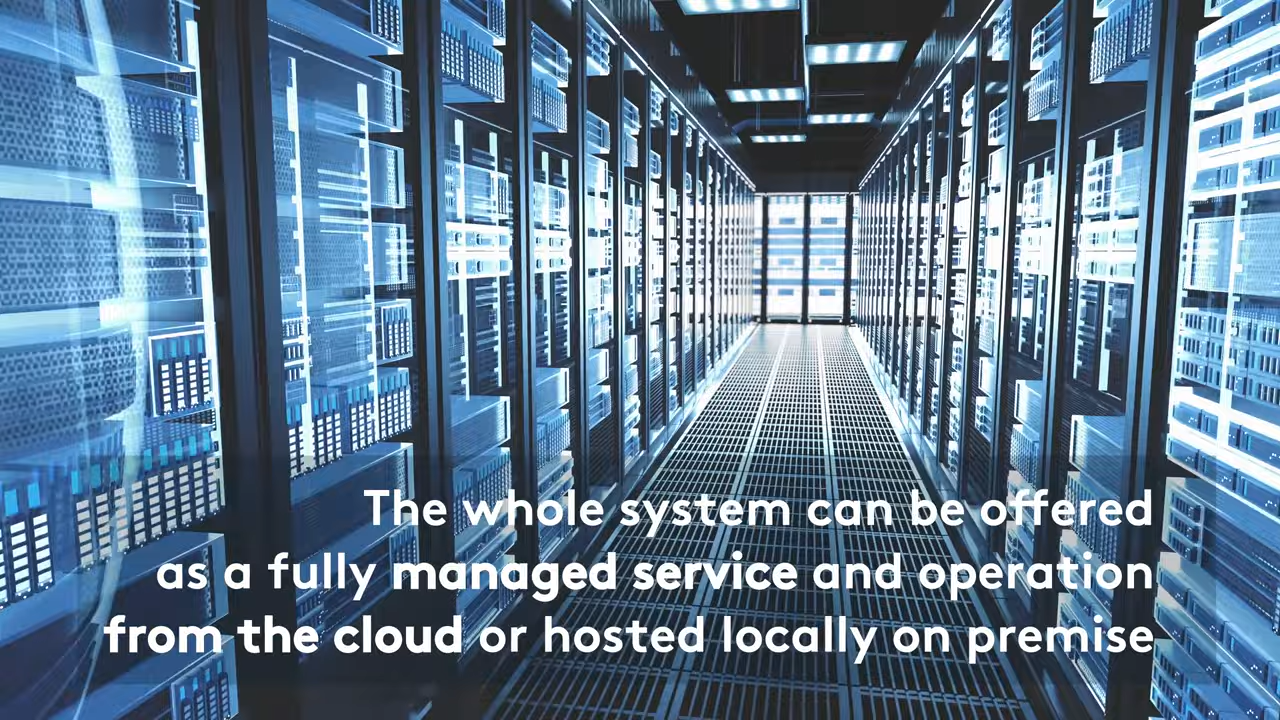 The whole system can be offered
as a fully managed service and operation
from the cloud or hosted locally on premise